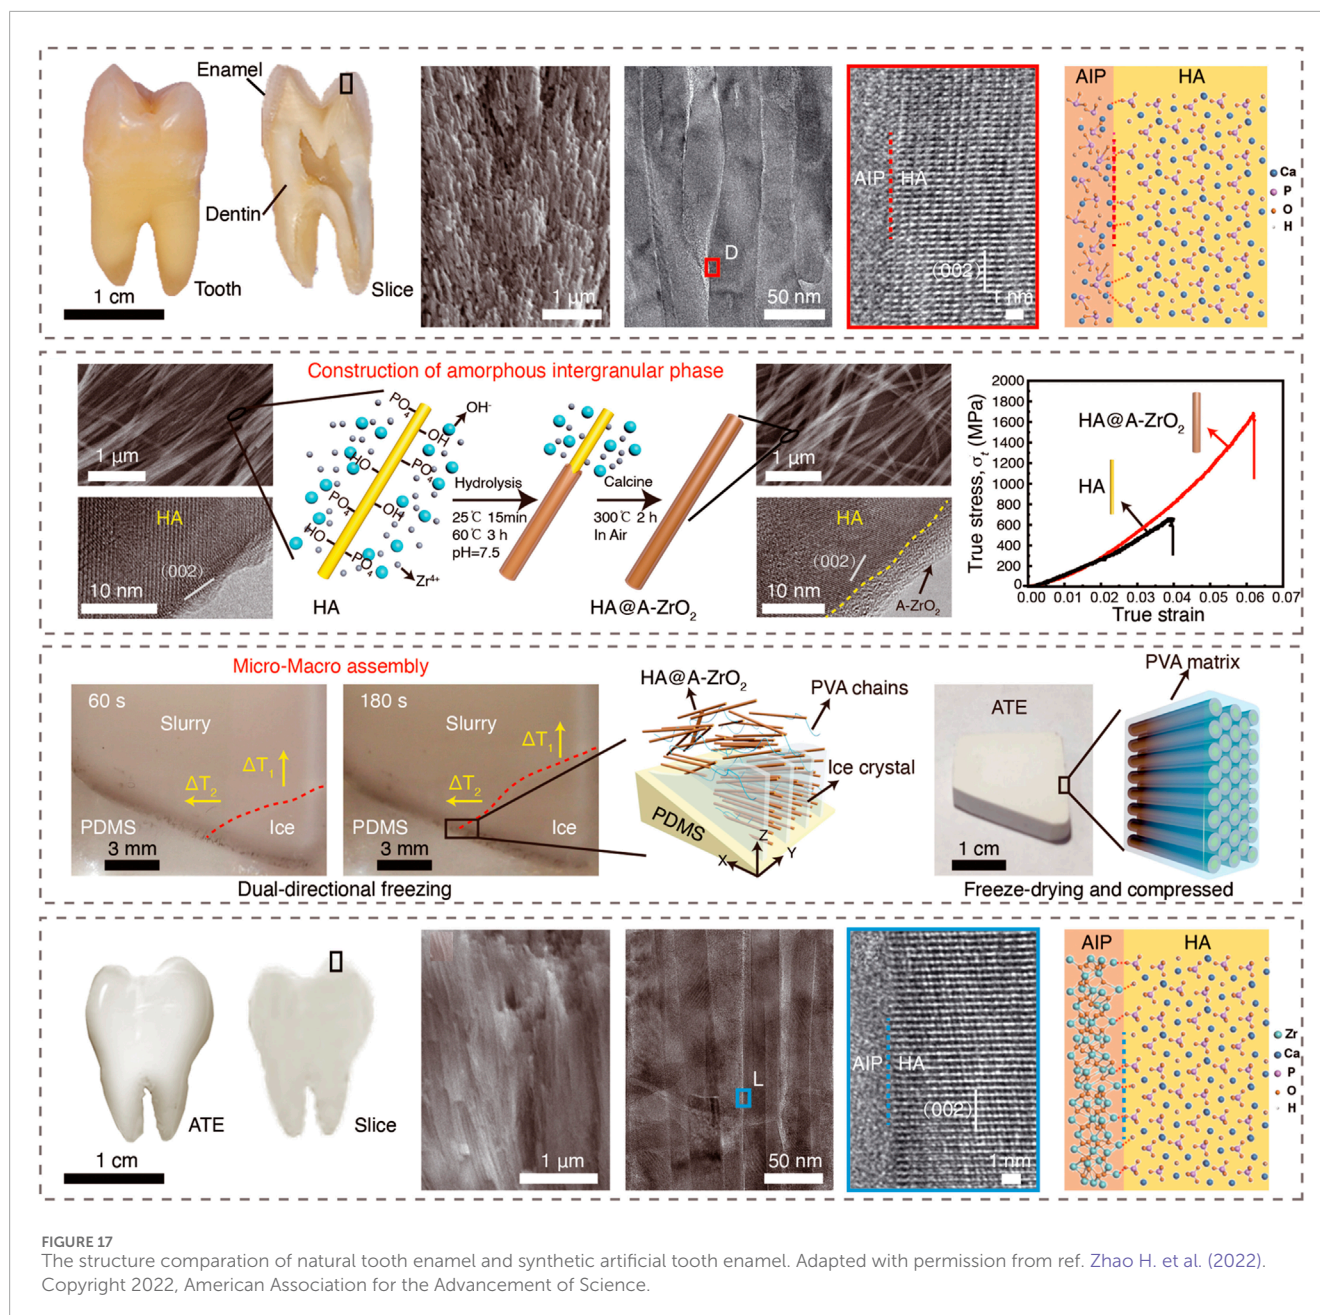 Enamel
Dentin
Tooth
Slice
1 cm
1 μm
D
50 nm
AIP HA
(002)
1 nm
AIP HA
Ca
P
O
H
Construction of amorphous intergranular phase
1 μm
HA
(002)
10 nm
PO4
OH-
OH
HO
PO4
PO4
OH
HO
PO4
Zr4+
HA
Hydrolysis
25℃ 15min
60℃ 3 h
pH=7.5
Calcine
300℃ 2 h
In Air
HA@A-ZrO2
1 μm
HA
(002)
10 nm
A-ZrO2
True stress, σt (MPa)
2000
1800
1600
1400
1200
1000
800
600
400
200
0
HA@A-ZrO2
HA
0.00 0.01 0.02 0.03 0.04 0.05 0.06 0.07
True strain
Micro-Macro assembly
60 s
Slurry
ΔT1
ΔT2
PDMS
Ice
3 mm
180 s
Slurry
ΔT1
ΔT2
PDMS
Ice
3 mm
Dual-directional freezing
HA@A-ZrO2
PVA chains
Ice crystal
PDMS
X
Z
Y
ATE
1 cm
PVA matrix
Freeze-drying and compressed
ATE
Slice
1 cm
1 μm
L
50 nm
AIP HA
(002)
1 nm
AIP HA
Zr
Ca
P
O
H
FIGURE 17
The structure comparation of natural tooth enamel and synthetic artificial tooth enamel. Adapted with permission from ref. Zhao H. et al. (2022).
Copyright 2022, American Association for the Advancement of Science.